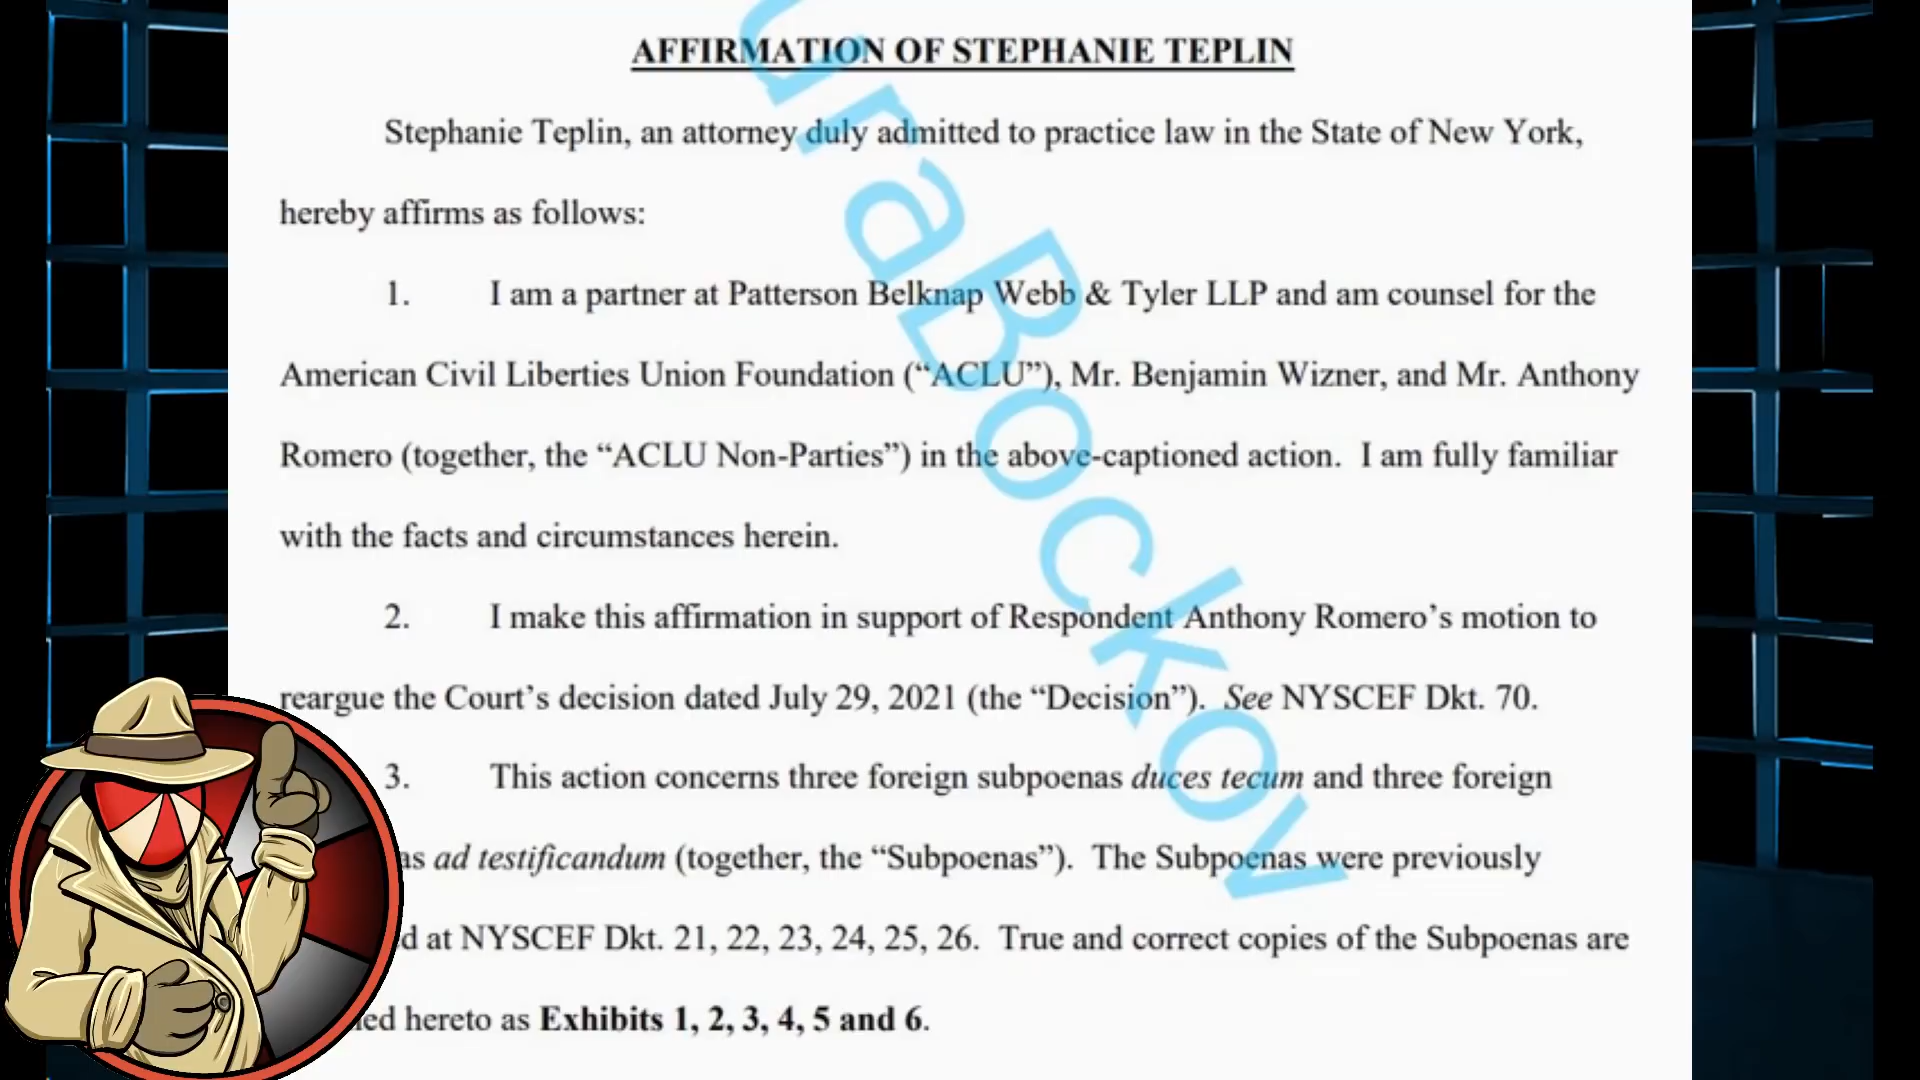 AFFIRMATION OF STEPHANIE TEPLIN
Stephanie Teplin, an attorney duly admitted to practice law in the State of New York,
hereby affirms as follows:
1. I am a partner at Patterson Belknap Webb & Tyler LLP and am counsel for the
American Civil Liberties Union Foundation (“ACLU”), Mr. Benjamin Wizner, and Mr. Anthony
Romero (together, the “ACLU Non-Parties”) in the above-captioned action. I am fully familiar
with the facts and circumstances herein.
2. I make this affirmation in support of Respondent Anthony Romero’s motion to
reargue the Court’s decision dated July 29, 2021 (the “Decision”). See NYSCEF Dkt. 70.
3. This action concerns three foreign subpoenas duces tecum and three foreign
as ad testificandum (together, the “Subpoenas”). The Subpoenas were previously
d at NYSCEF Dkt. 21, 22, 23, 24, 25, 26. True and correct copies of the Subpoenas are
ed hereto as Exhibits 1, 2, 3, 4, 5 and 6.
uraBockov